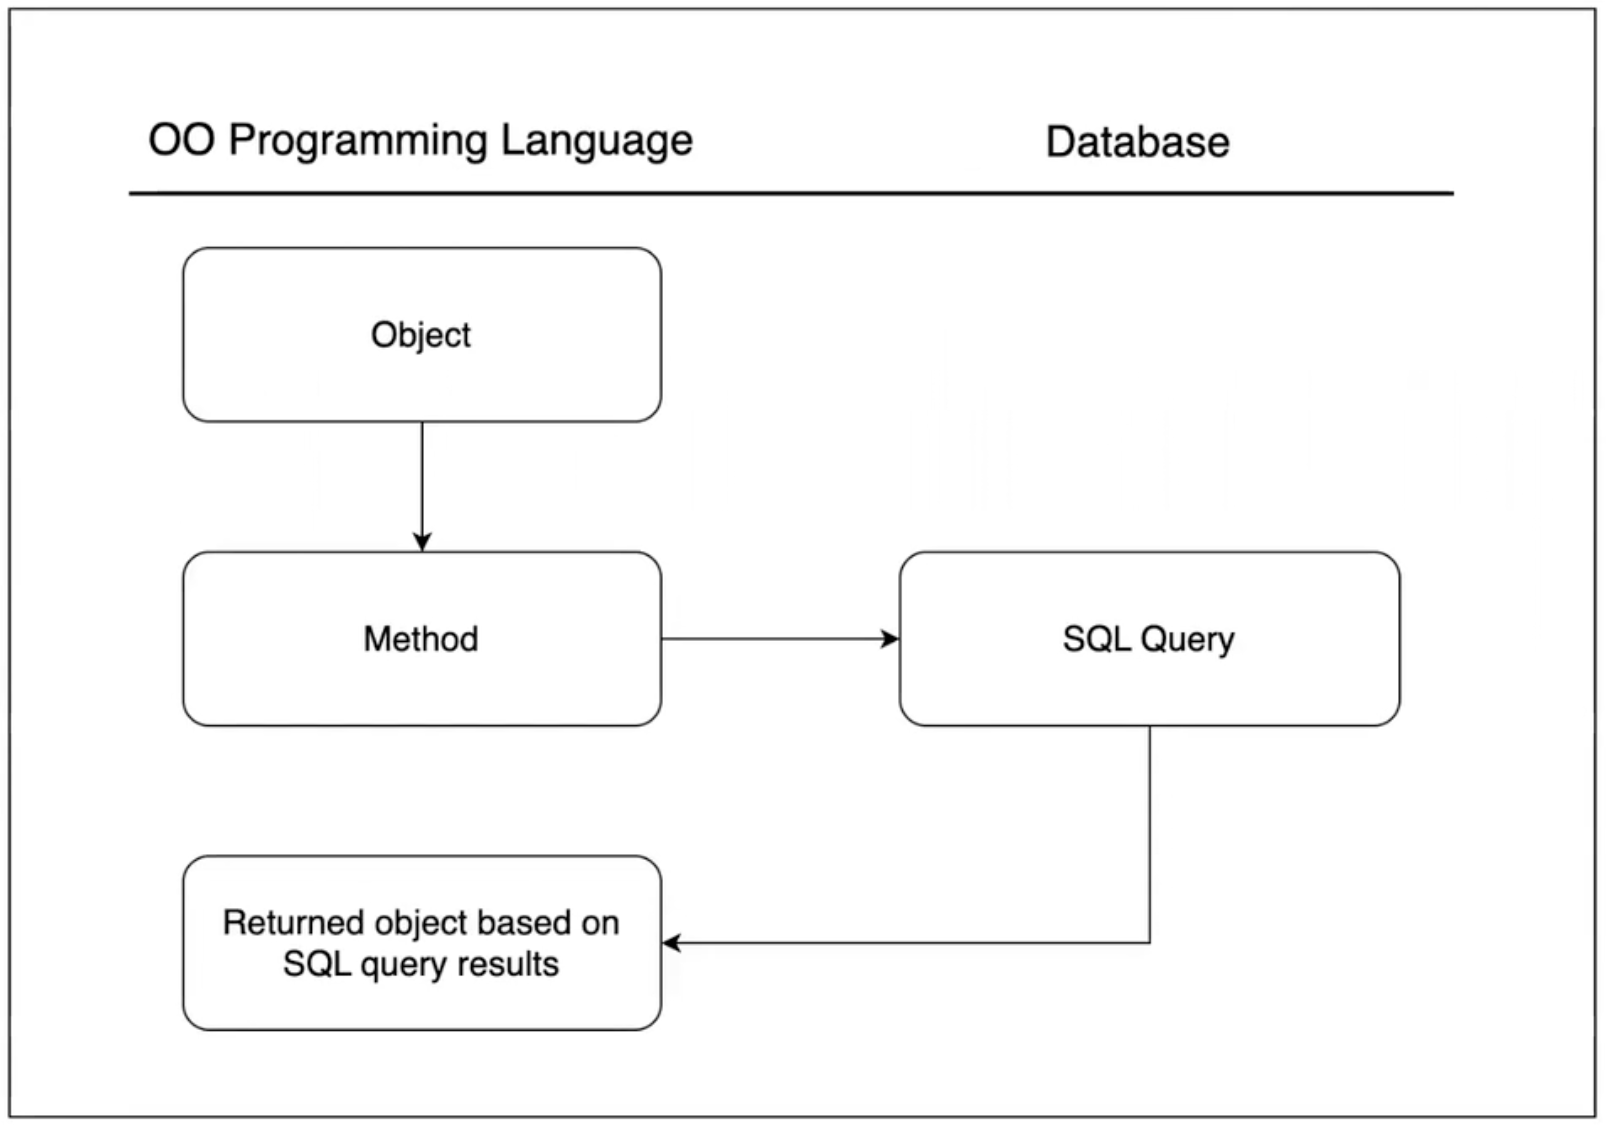 OO Programming Language
Database
Object
Method
SQL Query
Returned object based on
SQL query results